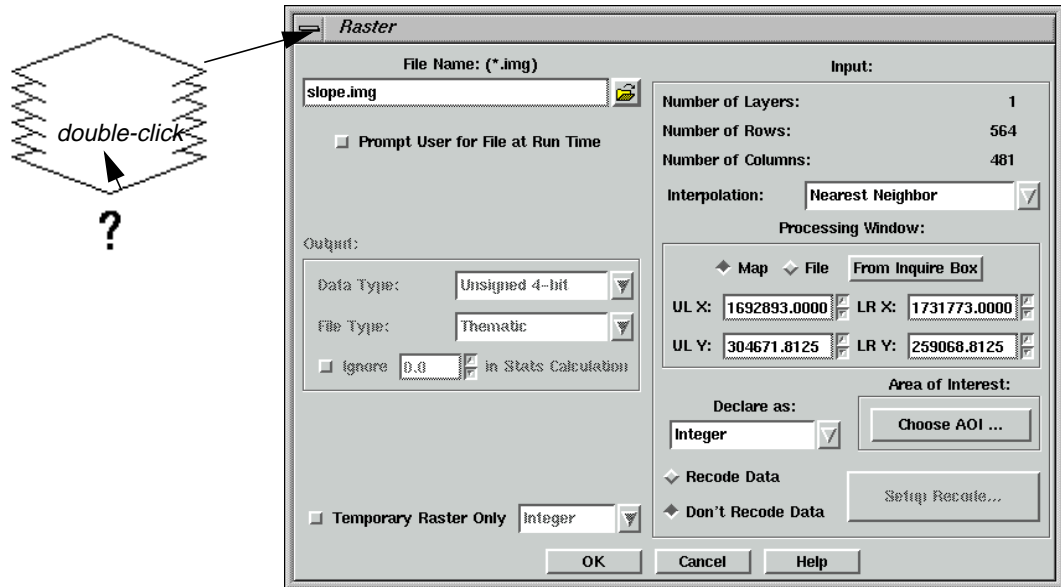 Raster
double-click
?
File Name: (*.img)
slope.img
Prompt User for File at Run Time
Output:
Data Type: Unsigned 4-bit
File Type: Thematic
Ignore 0.0 in Stats Calculation
Temporary Raster Only Integer
Input:
Number of Layers: 1
Number of Rows: 564
Number of Columns: 481
Interpolation: Nearest Neighbor
Processing Window:
Map File From Inquire Box
UL X: 1692893.0000 LR X: 1731773.0000
UL Y: 304671.8125 LR Y: 259068.8125
Declare as:
Integer
Area of Interest:
Choose AOI ...
Recode Data
Don't Recode Data
Setup Recode...
OK Cancel Help